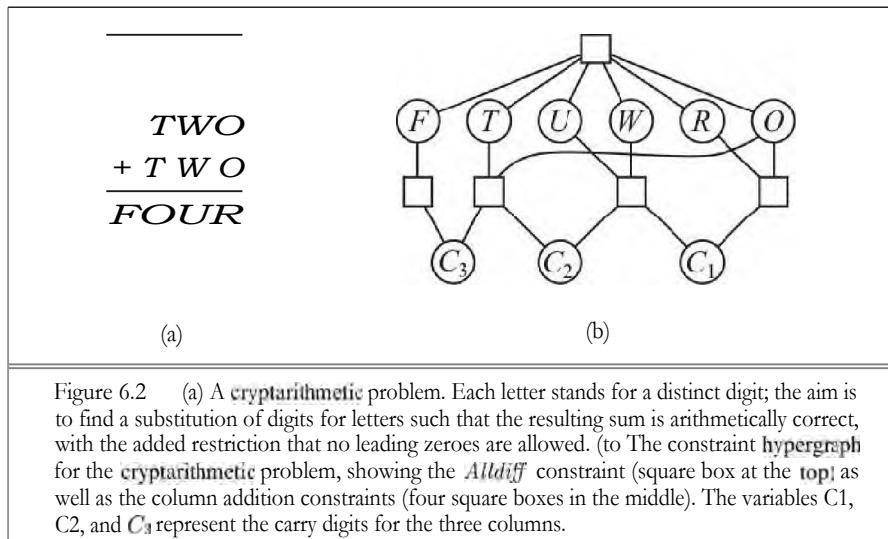 TWO
+ T W O
FOUR
F T U W R O
C3 C2 C1
(a) (b)
Figure 6.2 (a) A cryptarithmetic problem. Each letter stands for a distinct digit; the aim is
to find a substitution of digits for letters such that the resulting sum is arithmetically correct,
with the added restriction that no leading zeroes are allowed. (to The constraint hypergraph
for the cryptarithmetic problem, showing the Alldiff constraint (square box at the top; as
well as the column addition constraints (four square boxes in the middle). The variables C1,
C2, and C3 represent the carry digits for the three columns.